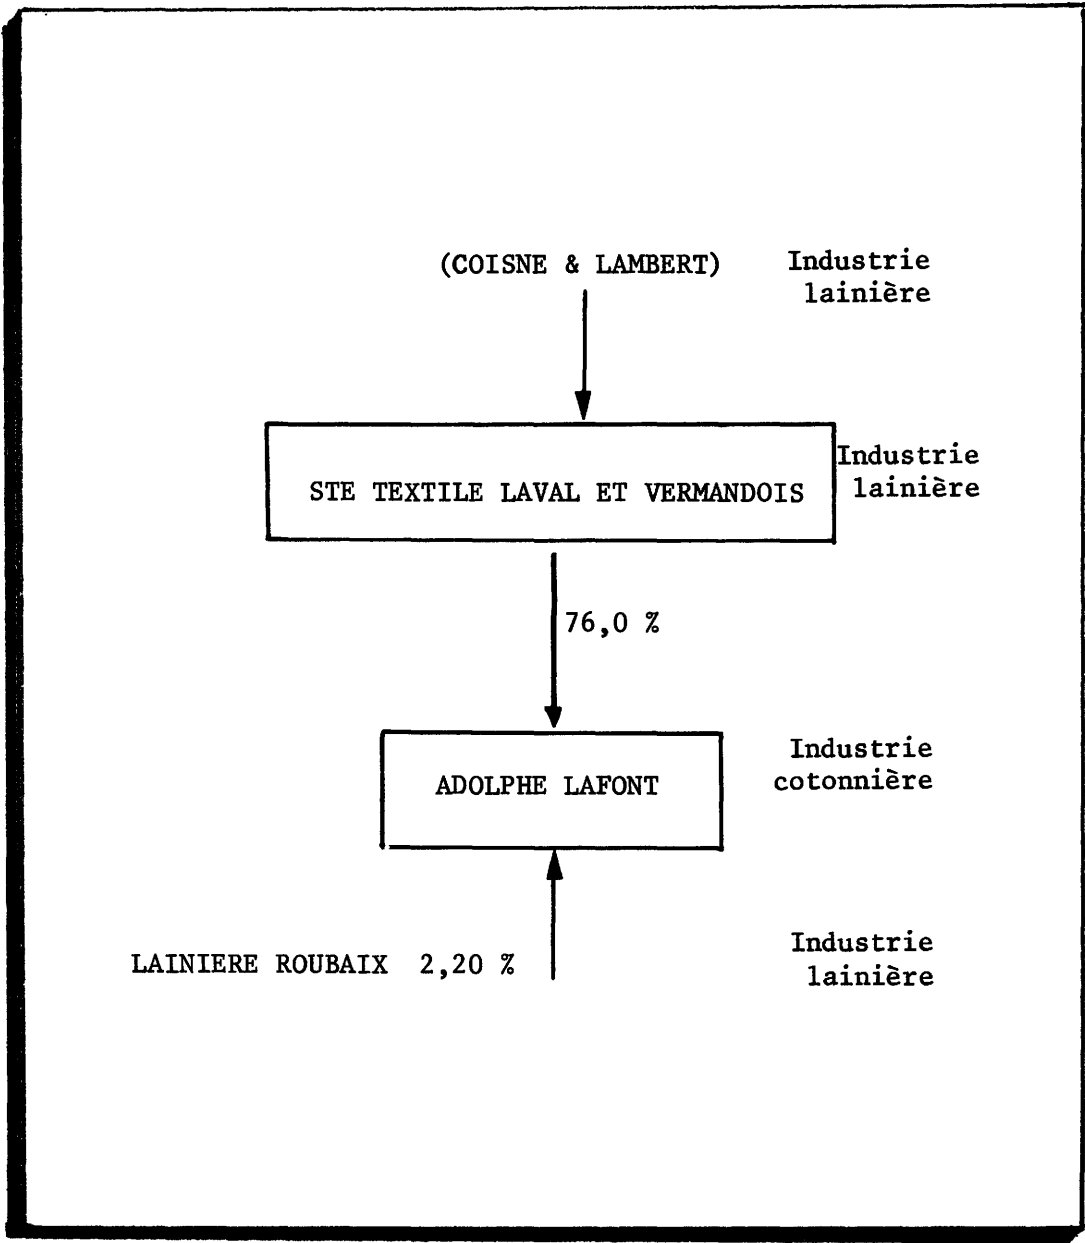 (COISNE & LAMBERT) Industrie
lainière
STE TEXTILE LAVAL ET VERMANDOIS
Industrie
lainière
76,0 %
ADOLPHE LAFONT
Industrie
cotonnière
LAINIERE ROUBAIX 2,20 %
Industrie
lainière